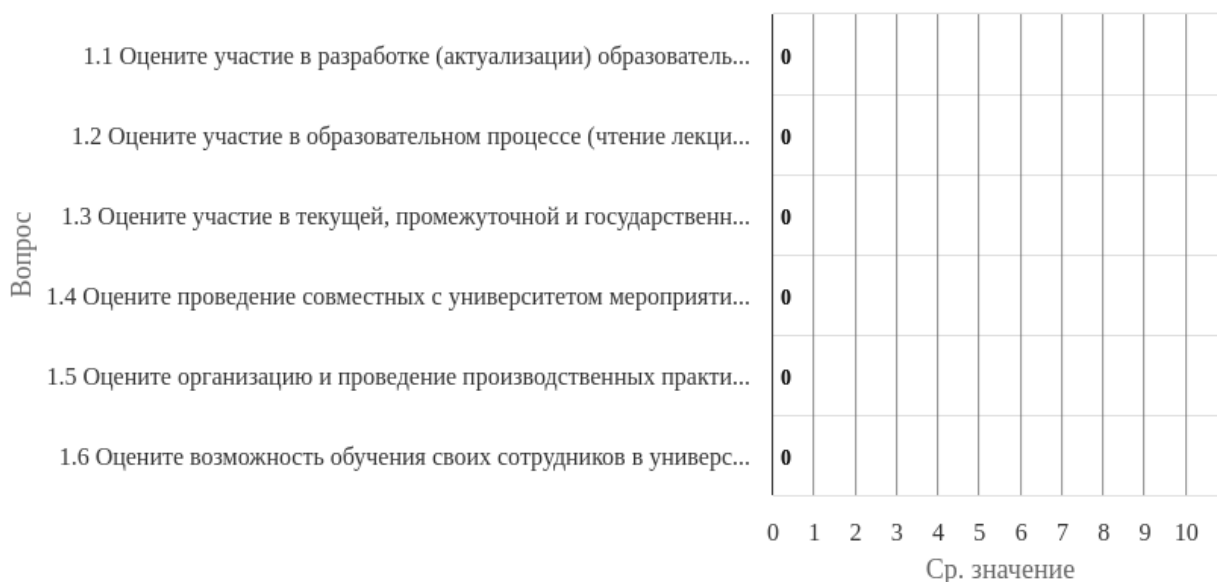 1.1 Оцените участие в разработке (актуализации) образователь... 0
1.2 Оцените участие в образовательном процессе (чтение лекци... 0
1.3 Оцените участие в текущей, промежуточной и государственн... 0
Вопрос
1.4 Оцените проведение совместных с университетом мероприяти... 0
1.5 Оцените организацию и проведение производственных практи... 0
1.6 Оцените возможность обучения своих сотрудников в универс... 0
0 1 2 3 4 5 6 7 8 9 10
Ср. значение